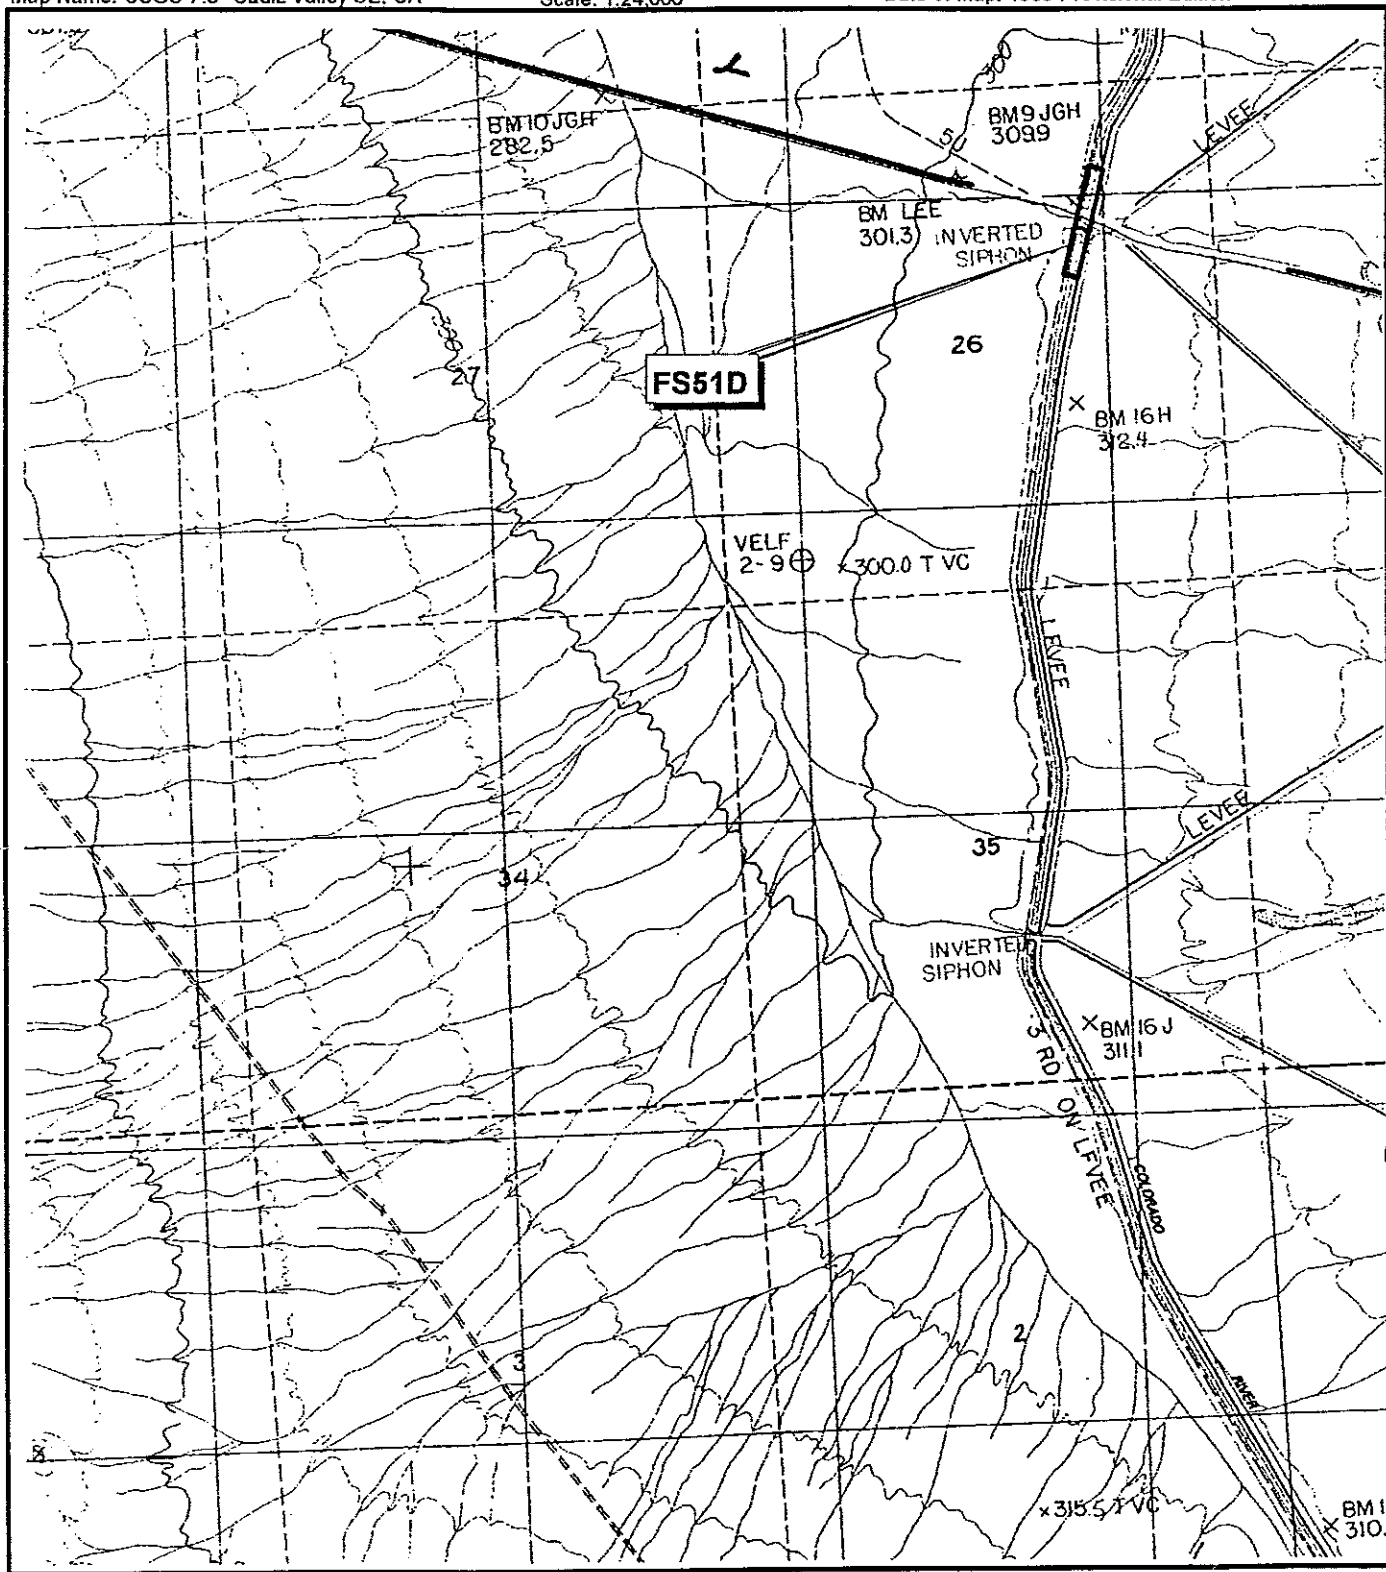 Scale: 1:24,000
300
BM 10 JGH
282.5
BM 9 JGH
309.9
LEVEE
50
BM LEE
301.3
INVERTED
SIPHON
26
27
FS51D
BM 16 H
312.4
VELF
2-9
×300.0 T VC
LEVEE
LEVEE
35
34
INVERTED
SIPHON
BM 16 J
311.1
3 RD ON LEVEE
COLORADO
2
3
RIVER
8
×315.5 T VC
BM 1
310.